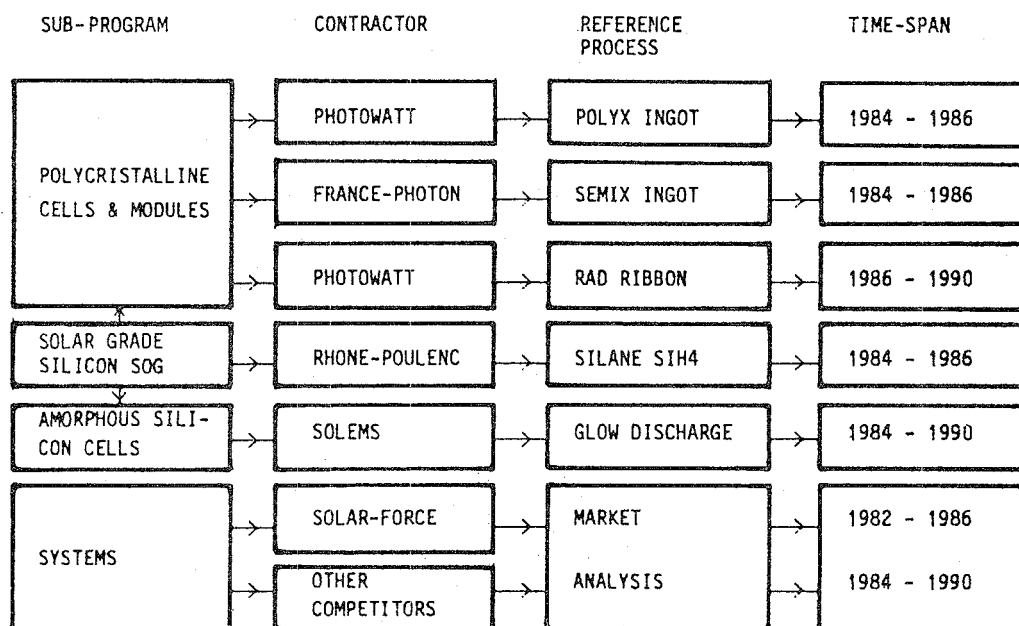 SUB-PROGRAM CONTRACTOR REFERENCE PROCESS TIME-SPAN
POLYCRISTALLINE
CELLS & MODULES
PHOTOWATT POLYX INGOT 1984 - 1986
FRANCE-PHOTON SEMIX INGOT 1984 - 1986
PHOTOWATT RAD RIBBON 1986 - 1990
SOLAR GRADE
SILICON SOG
RHONE-POULENC SILANE SIH4 1984 - 1986
AMORPHOUS SILI-
CON CELLS
SOLEMS GLOW DISCHARGE 1984 - 1990
SYSTEMS
SOLAR-FORCE MARKET 1982 - 1986
OTHER
COMPETITORS
ANALYSIS 1984 - 1990